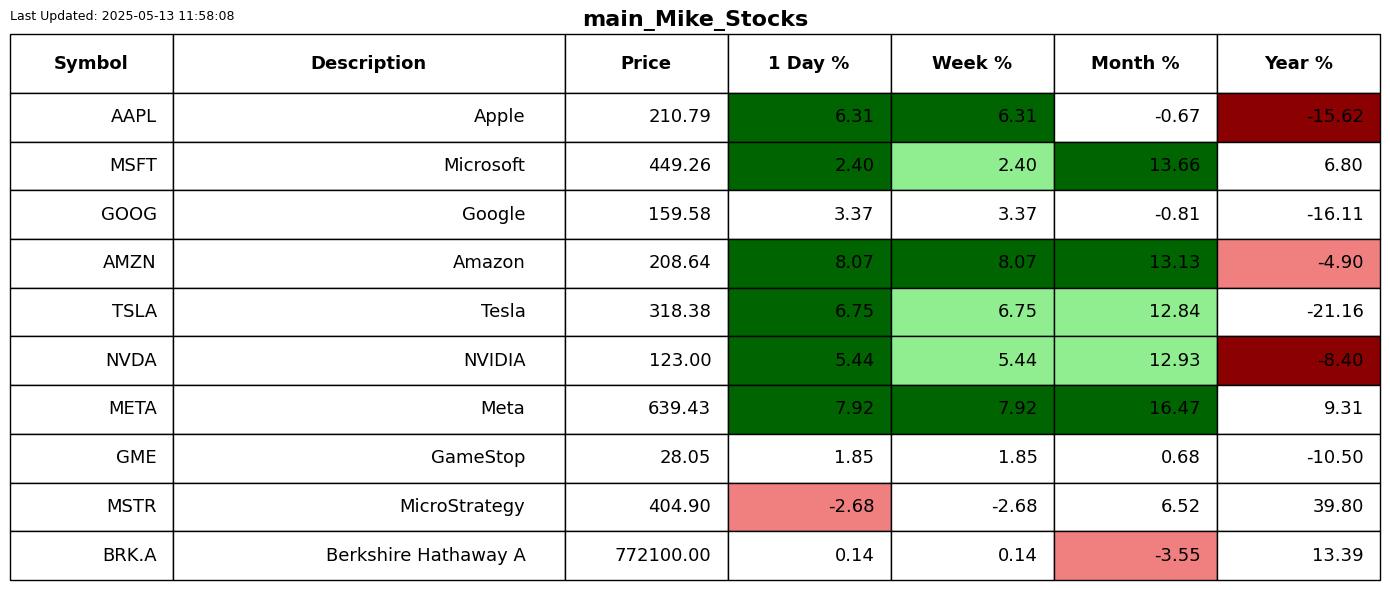 Last Updated: 2025-05-13 11:58:08
main_Mike_Stocks
Symbol Description Price 1 Day % Week % Month % Year %
AAPL Apple 210.79 6.31 6.31 -0.67 -15.62
MSFT Microsoft 449.26 2.40 2.40 13.66 6.80
GOOG Google 159.58 3.37 3.37 -0.81 -16.11
AMZN Amazon 208.64 8.07 8.07 13.13 -4.90
TSLA Tesla 318.38 6.75 6.75 12.84 -21.16
NVDA NVIDIA 123.00 5.44 5.44 12.93 -8.40
META Meta 639.43 7.92 7.92 16.47 9.31
GME GameStop 28.05 1.85 1.85 0.68 -10.50
MSTR MicroStrategy 404.90 -2.68 -2.68 6.52 39.80
BRK.A Berkshire Hathaway A 772100.00 0.14 0.14 -3.55 13.39